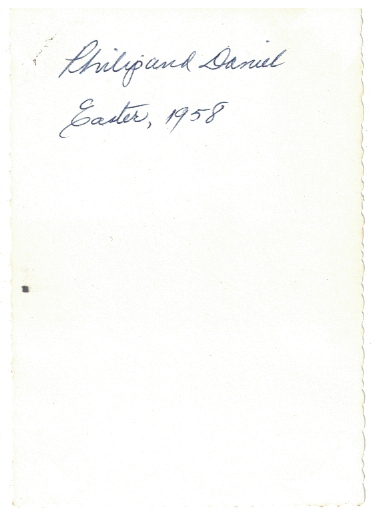 Philip and Daniel
Easter, 1958